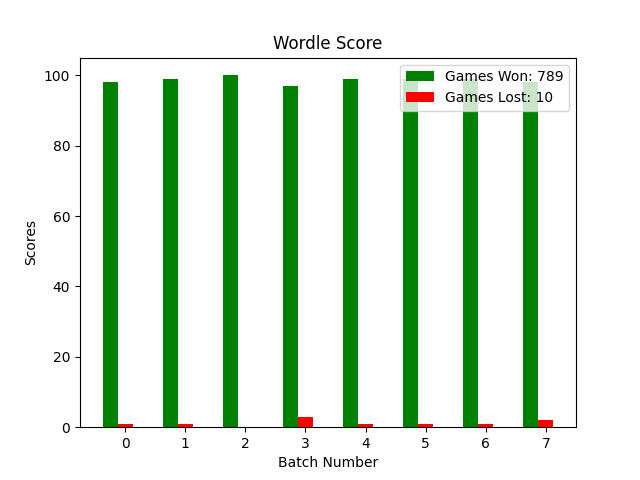 Wordle Score
Games Won: 789
Games Lost: 10
100
80
60
40
20
0
Scores
0 1 2 3 4 5 6 7
Batch Number